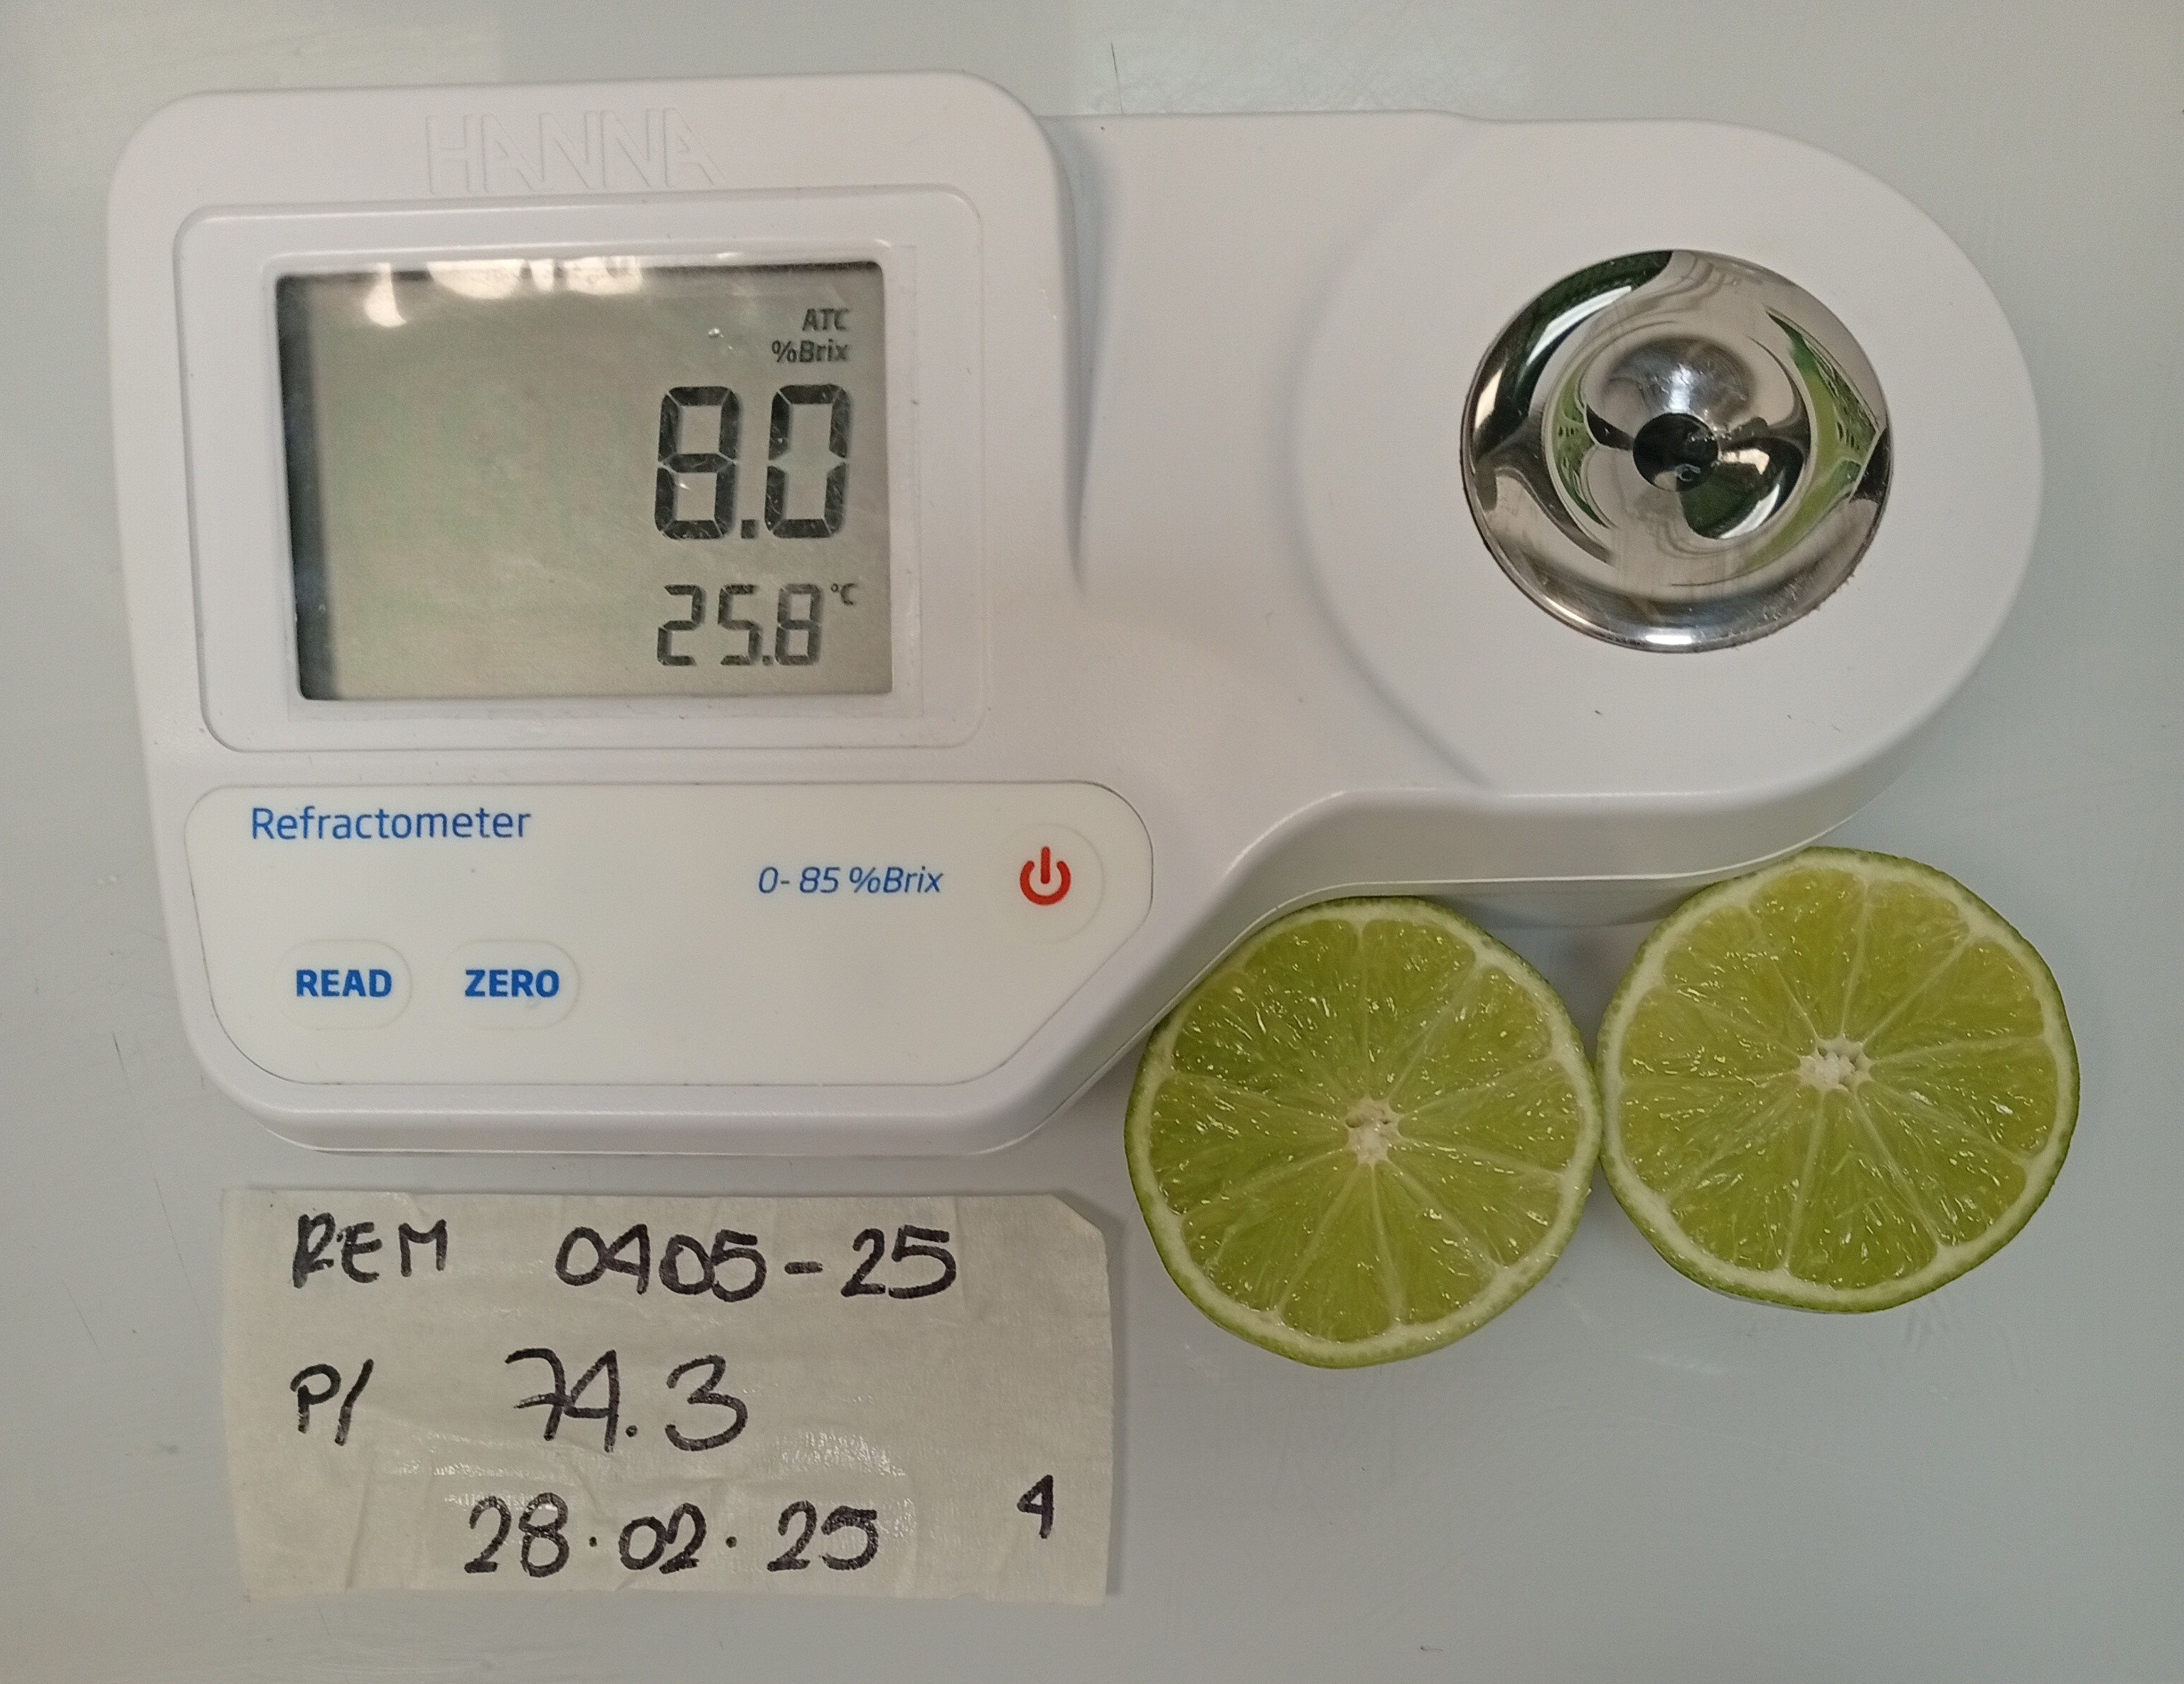 HANNA
ATC
%Brix
8.0
25.8 °C
Refractometer
0-85 %Brix
READ ZERO
REM 0405-25
P/ 74.3
28.02.25 4